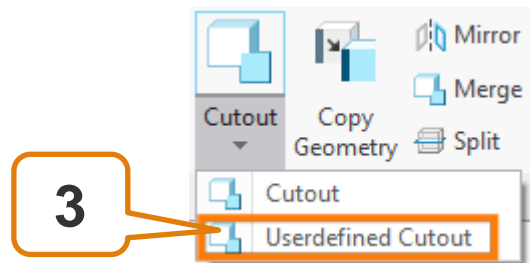 Mirror
Merge
Cutout
Copy
Geometry
Split
Cutout
Userdefined Cutout
3